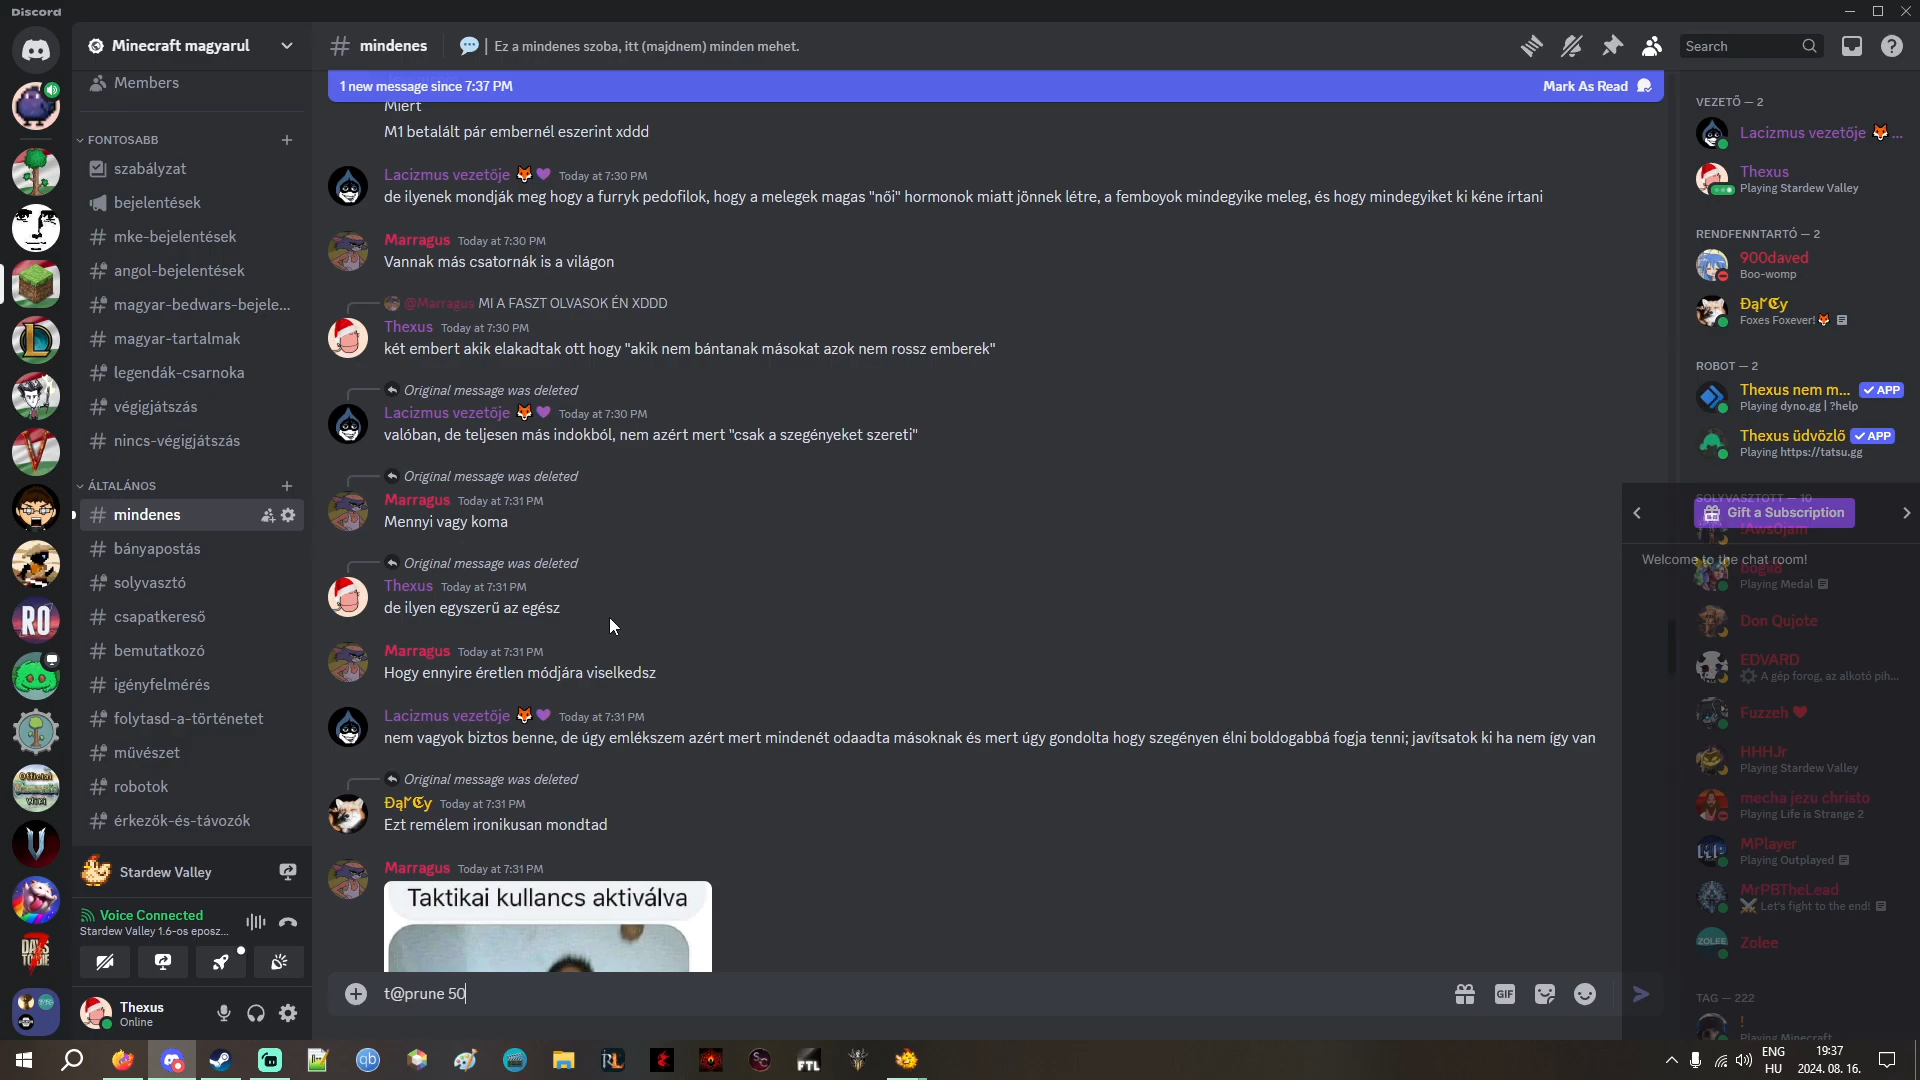 Discord
Minecraft magyarul
mindenes
Ez a mindenes szoba, itt (majdnem) minden mehet.
Search
Members
FONTOSABB
szabályzat
bejelentések
mke-bejelentések
angol-bejelentések
magyar-bedwars-bejele...
magyar-tartalmak
legendák-csarnoka
végigjátszás
nincs-végigjátszás
ÁLTALÁNOS
mindenes
bányapostás
solyvasztó
csapatkereső
bemutatkozó
igényfelmérés
folytasd-a-történetet
művészet
robotok
érkezők-és-távozók
Stardew Valley
Voice Connected
Stardew Valley 1.6-os eposz...
Thexus
Online
1 new message since 7:37 PM
Mark As Read
Miért
M1 betalált pár embernél eszerint xddd
Lacizmus vezetője Today at 7:30 PM
de ilyenek mondják meg hogy a furryk pedofilok, hogy a melegek magas "női" hormonok miatt jönnek létre, a femboyok mindegyike meleg, és hogy mindegyiket ki kéne írtani
Marragus Today at 7:30 PM
Vannak más csatornák is a világon
@Marragus MI A FASZT OLVASOK ÉN XDDD
Thexus Today at 7:30 PM
két embert akik elakadtak ott hogy "akik nem bántanak másokat azok nem rossz emberek"
Original message was deleted
Lacizmus vezetője Today at 7:30 PM
valóban, de teljesen más indokból, nem azért mert "csak a szegényeket szereti"
Original message was deleted
Marragus Today at 7:31 PM
Mennyi vagy koma
Original message was deleted
Thexus Today at 7:31 PM
de ilyen egyszerű az egész
Marragus Today at 7:31 PM
Hogy ennyire éretlen módjára viselkedsz
Lacizmus vezetője Today at 7:31 PM
nem vagyok biztos benne, de úgy emlékszem azért mert mindenét odaadta másoknak és mert úgy gondolta hogy szegényen élni boldogabbá fogja tenni; javítsatok ki ha nem így van
Original message was deleted
Today at 7:31 PM
Ezt remélem ironikusan mondtad
Marragus Today at 7:31 PM
Taktikai kullancs aktiválva
t@prune 50
GIF
VEZETŐ — 2
Lacizmus vezetője ...
Thexus
Playing Stardew Valley
RENDFENNTARTÓ — 2
900daved
Boo-womp
Foxes Foxever!
ROBOT — 2
Thexus nem m... APP
Playing dyno.gg | ?help
Thexus üdvözlő APP
Playing https://tatsu.gg
SOLYVASZTOTT — 10
Gift a Subscription
!Aws0jam
Welcome to the chat room!
Playing Medal
Don Qujote
EDVARD
A gép forog, az alkotó pih...
Fuzzeh
HHHJr
Playing Stardew Valley
mecha jezu christo
Playing Life is Strange 2
MPlayer
Playing Outplayed
MrPBTheLead
Let's fight to the end!
Zolee
TAG — 222
!
Playing Minecraft
ENG
HU
19:37
2024. 08. 16.
RO
FTL